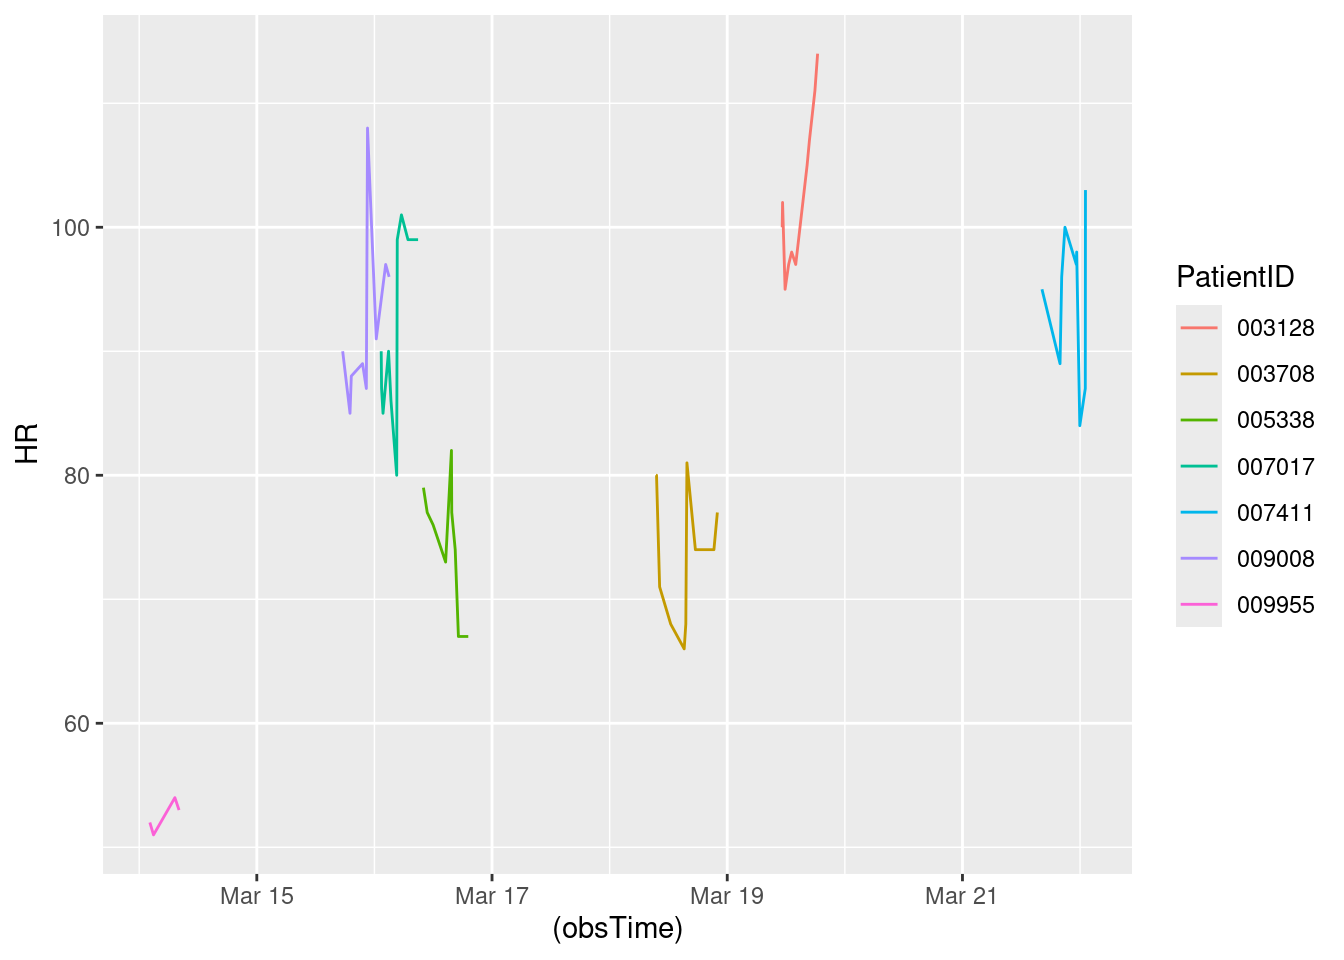 100
80
60
HR
Mar 15
Mar 17
Mar 19
Mar 21
(obsTime)
PatientID
003128
003708
005338
007017
007411
009008
009955